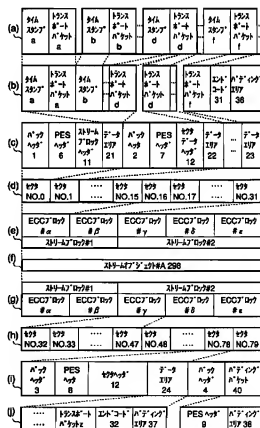 (a) タイムスタンプ a トランスポートパケット a タイムスタンプ b トランスポートパケット b タイムスタンプ d トランスポートパケット d タイムスタンプ f トランスポートパケット f
(b) タイムスタンプ a トランスポートパケット a タイムスタンプ b トランスポートパケット d トランスポートパケット f エンドコード 31 パディングエリア 36
(c) パックヘッダ 1 PESヘッダ 6 ストリームブロックヘッダ 11 データエリア 21 パックヘッダ 2 PESヘッダ 7 セクタデータヘッダ 12 データエリア 22 … データエリア 23
(d) セクタ NO.0 セクタ NO.1 …… セクタ NO.15 セクタ NO.16 セクタ NO.17 …… セクタ NO.31
(e) ECCブロック #α ECCブロック #β ECCブロック #γ ECCブロック #δ ECCブロック #ε
ストリームブロック#1 ストリームブロック#2
(f) ストリームオブジェクト#A 298
ストリームブロック#1 ストリームブロック#2
(g) ECCブロック #α ECCブロック #β ECCブロック #γ ECCブロック #δ ECCブロック #ε
(h) セクタ NO.32 セクタ NO.33 …… セクタ NO.47 セクタ NO.48 …… セクタ NO.78 セクタ NO.79
(i) パックヘッダ 3 PESヘッダ 8 セクタデータヘッダ 12 データエリア 24 パックヘッダ 4 パディングパケット 40
(j) …… トランスポートパケットz エンドコード 32 パディングエリア 37 PESヘッダ 9 パディングエリア 38